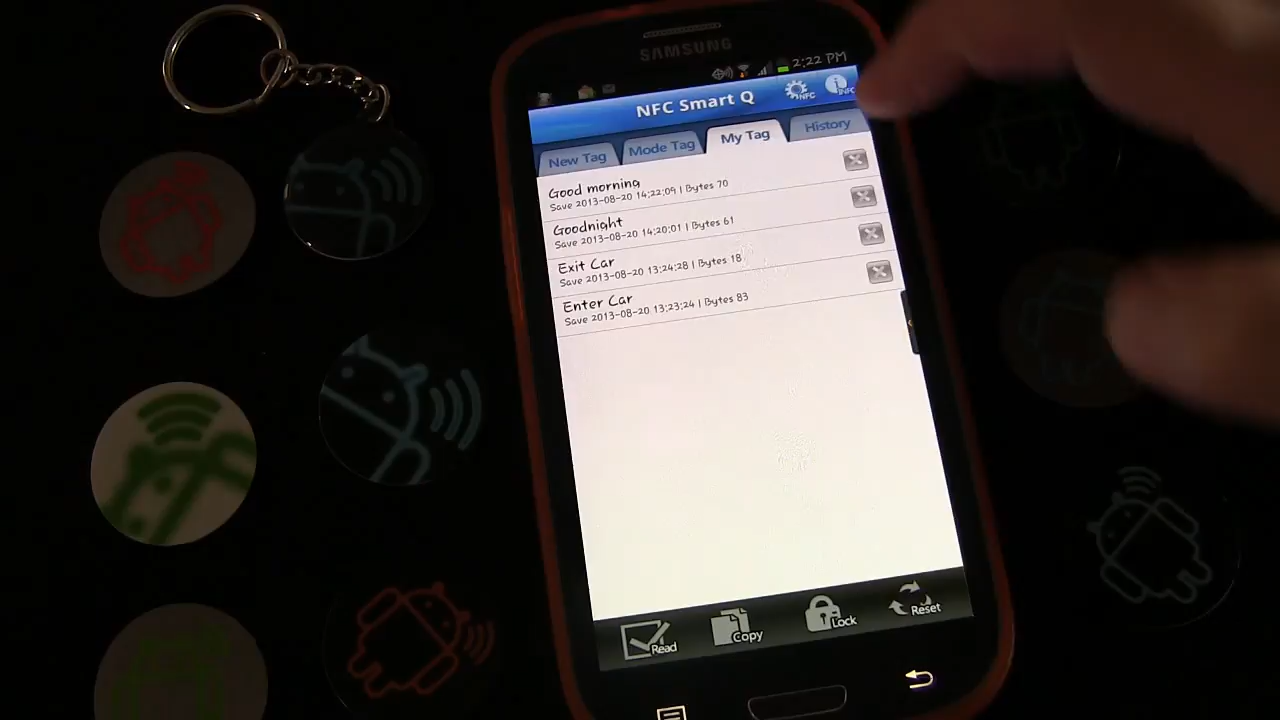 SAMSUNG
2:22 PM
NFC Smart Q
NFC
INFO
New Tag
Mode Tag
My Tag
History
Good morning
Save 2013-08-20 14:22:09 | Bytes 70
Goodnight
Save 2013-08-20 14:20:01 | Bytes 61
Exit Car
Save 2013-08-20 13:24:28 | Bytes 18
Enter Car
Save 2013-08-20 13:23:24 | Bytes 83
Read
Copy
Lock
Reset